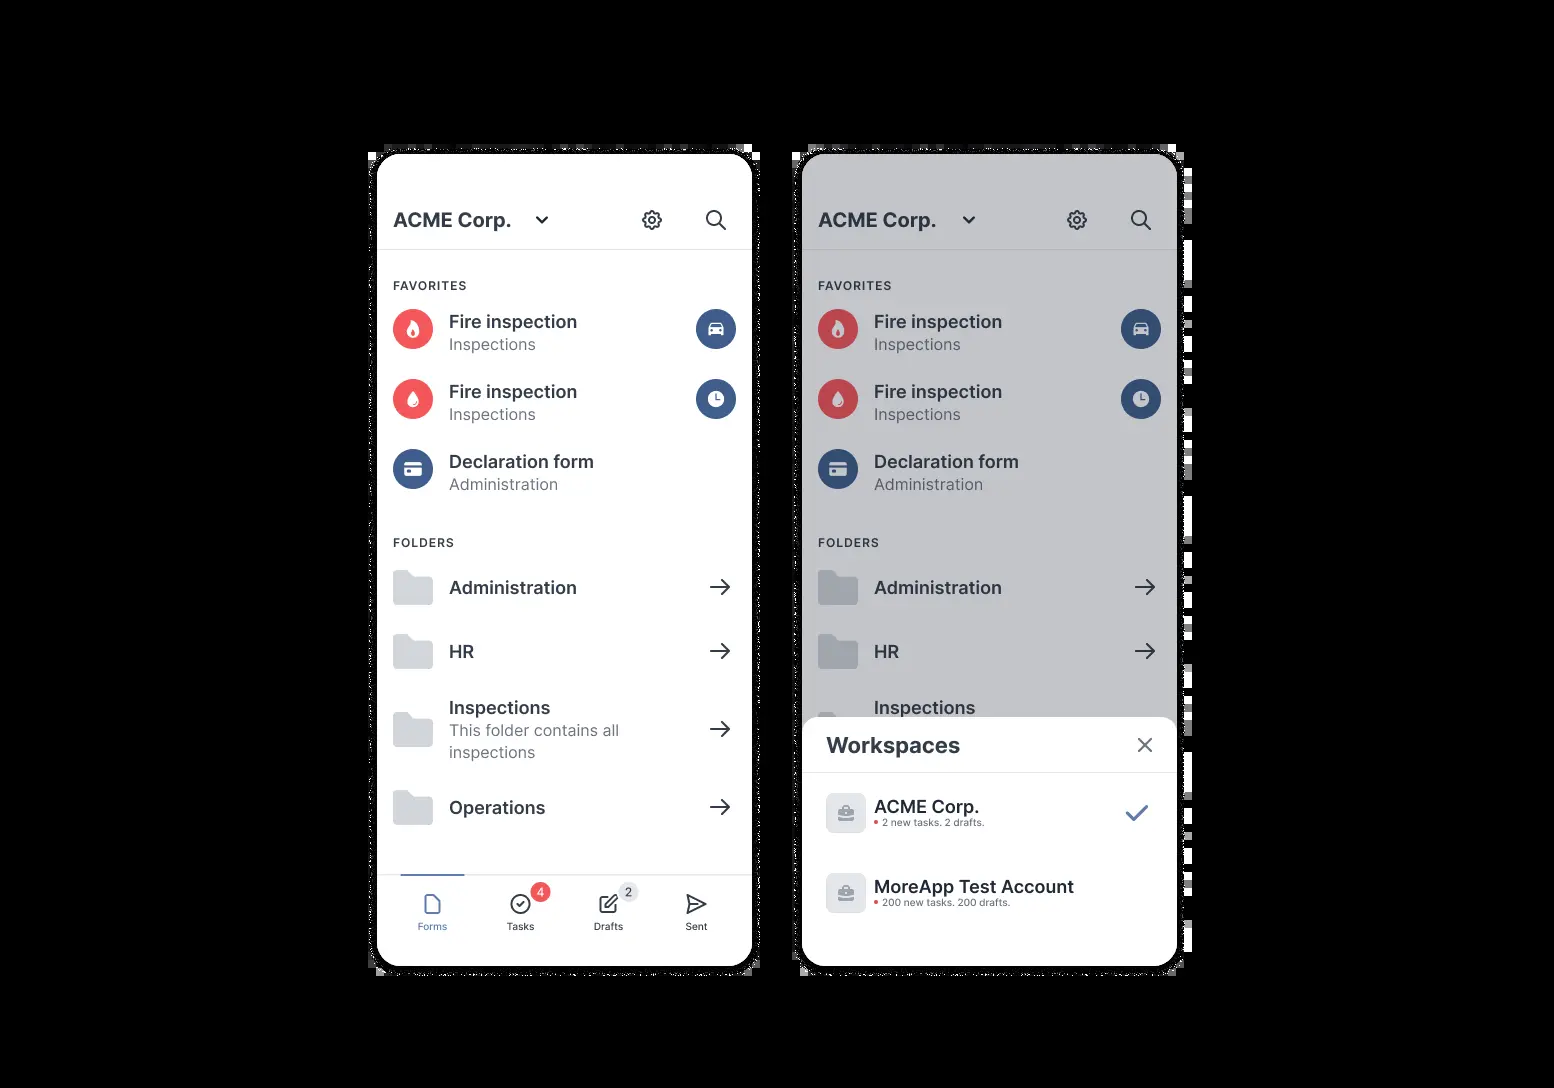 ACME Corp.
FAVORITES
Fire inspection
Inspections
Fire inspection
Inspections
Declaration form
Administration
FOLDERS
Administration
HR
Inspections
This folder contains all
inspections
Operations
4
2
Forms
Tasks
Drafts
Sent
ACME Corp.
FAVORITES
Fire inspection
Inspections
Fire inspection
Inspections
Declaration form
Administration
FOLDERS
Administration
HR
Inspections
Workspaces
ACME Corp.
2 new tasks. 2 drafts.
MoreApp Test Account
200 new tasks. 200 drafts.